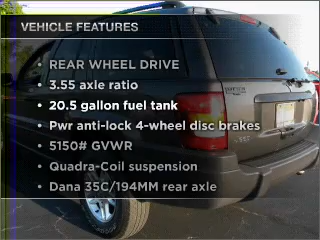 VEHICLE FEATURES
• REAR WHEEL DRIVE
• 3.55 axle ratio
• 20.5 gallon fuel tank
• Pwr anti-lock 4-wheel disc brakes
• 5150# GVWR
• Quadra-Coil suspension
• Dana 35C/194MM rear axle